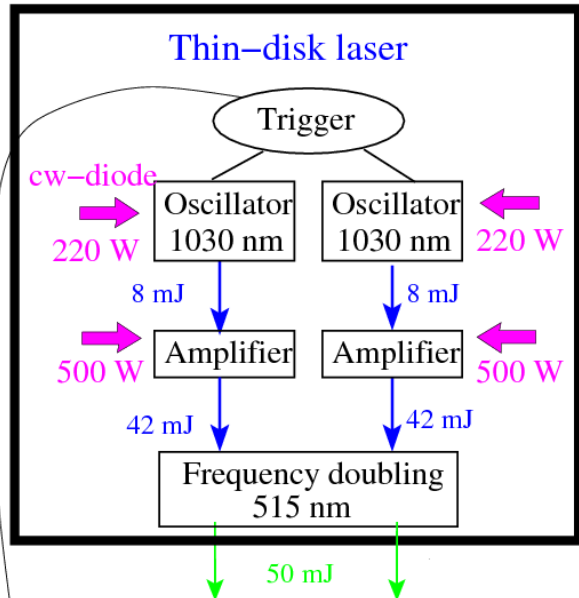 Thin-disk laser
Trigger
cw-diode
Oscillator
1030 nm
Oscillator
1030 nm
220 W
220 W
8 mJ
8 mJ
Amplifier
Amplifier
500 W
500 W
42 mJ
42 mJ
Frequency doubling
515 nm
50 mJ